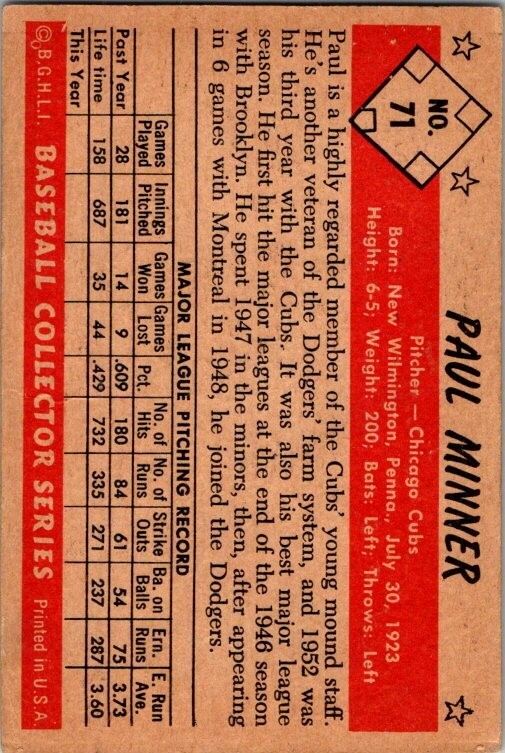 NO.
71
PAUL MINNER
Pitcher — Chicago Cubs
Born: New Wilmington, Penna., July 30, 1923
Height: 6-5; Weight: 200; Bats: Left; Throws: Left
Paul is a highly regarded member of the Cubs' young mound staff.
He's another veteran of the Dodgers' farm system, and 1952 was
his third year with the Cubs. It was also his best major league
season. He first hit the major leagues at the end of the 1946 season
with Brooklyn. He spent 1947 in the minors, then, after appearing
in 6 games with Montreal in 1948, he joined the Dodgers.
MAJOR LEAGUE PITCHING RECORD
Games Innings Games Games No. of No. of Strike Ba. on Ern. E. Run
Played Pitched Won Lost Pct. Hits Runs Outs Balls Runs Ave.
Past Year 28 181 14 9 .609 180 84 61 54 75 3.73
Life time 158 687 35 44 .429 732 335 271 237 287 3.60
This Year
© B.G.H.L.I. BASEBALL COLLECTOR SERIES Printed in U.S.A.